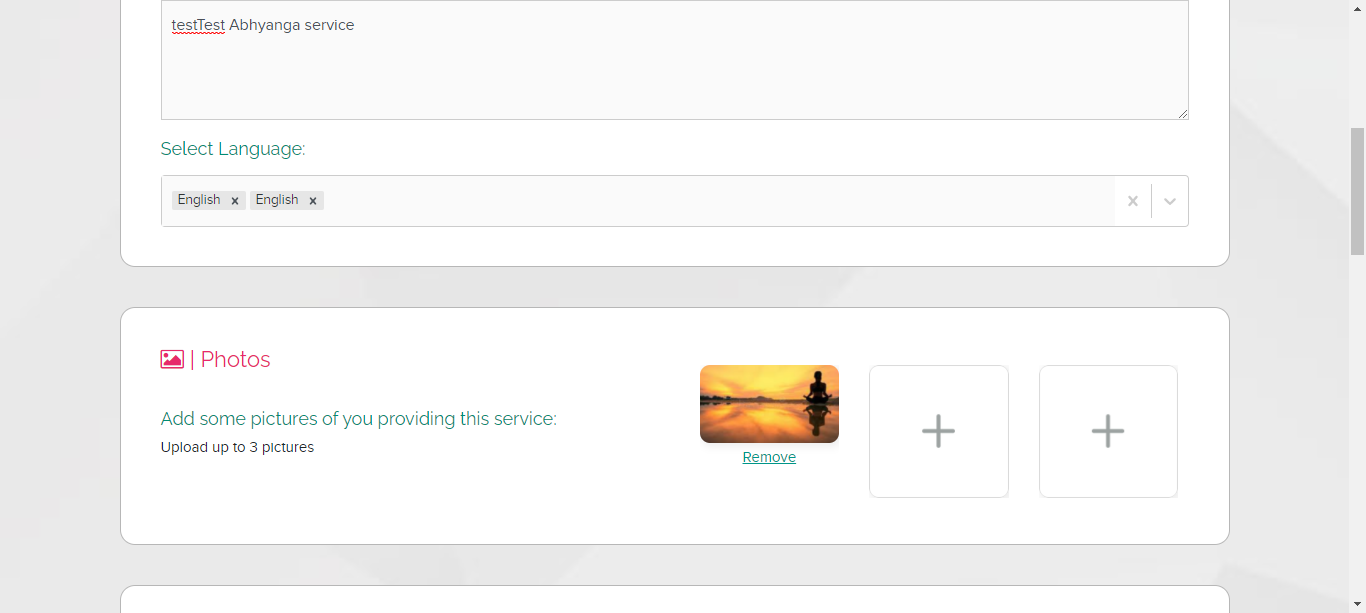 testTest Abhyanga service
Select Language:
English × English ×
| Photos
Add some pictures of you providing this service:
Upload up to 3 pictures
Remove